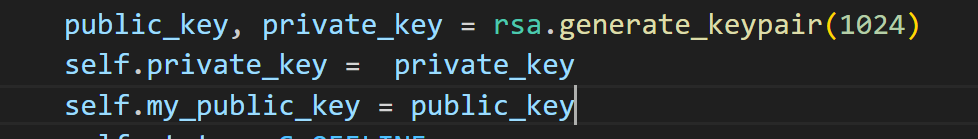 public_key, private_key = rsa.generate_keypair(1024)
self.private_key =  private_key
self.my_public_key = public_key